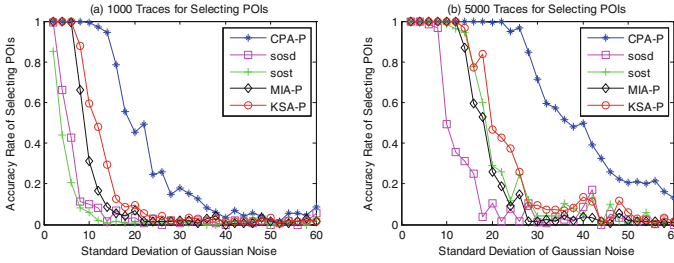 (a) 1000 Traces for Selecting POIs
Accuracy Rate of Selecting POIs
1
0.8
0.6
0.4
0.2
0
0 10 20 30 40 50 60
Standard Deviation of Gaussian Noise
CPA-P
sosd
sost
MIA-P
KSA-P
(b) 5000 Traces for Selecting POIs
Accuracy Rate of Selecting POIs
1
0.8
0.6
0.4
0.2
0
0 10 20 30 40 50 60
Standard Deviation of Gaussian Noise
CPA-P
sosd
sost
MIA-P
KSA-P